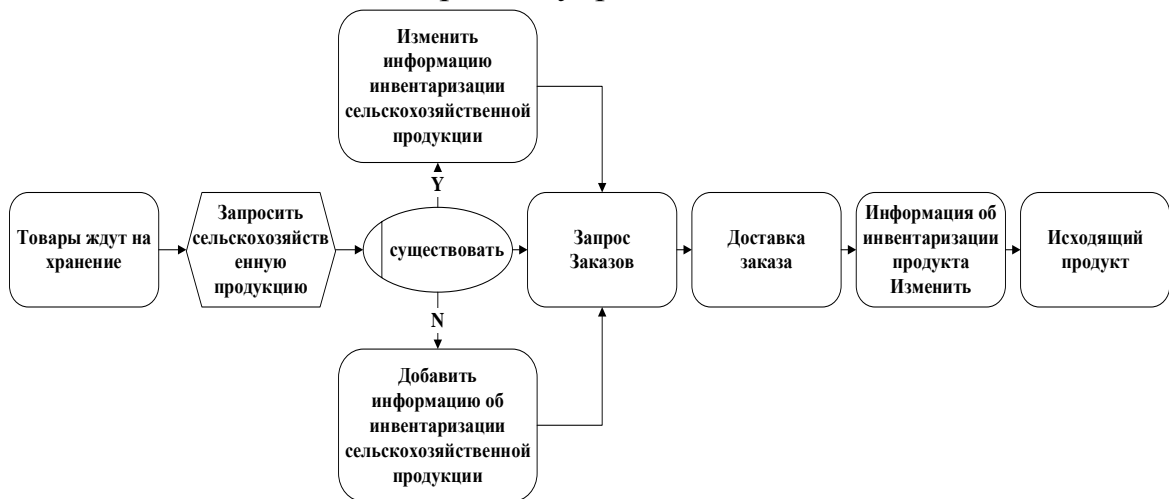 Изменить
информацию
инвентаризации
сельскохозяйственной
продукции
Y
Товары ждут на
хранение
Запросить
сельскохозяйств
енную
продукцию
существовать
Запрос
Заказов
Доставка
заказа
Информация об
инвентаризации
продукта
Изменить
Исходящий
продукт
N
Добавить
информацию об
инвентаризации
сельскохозяйственной
продукции